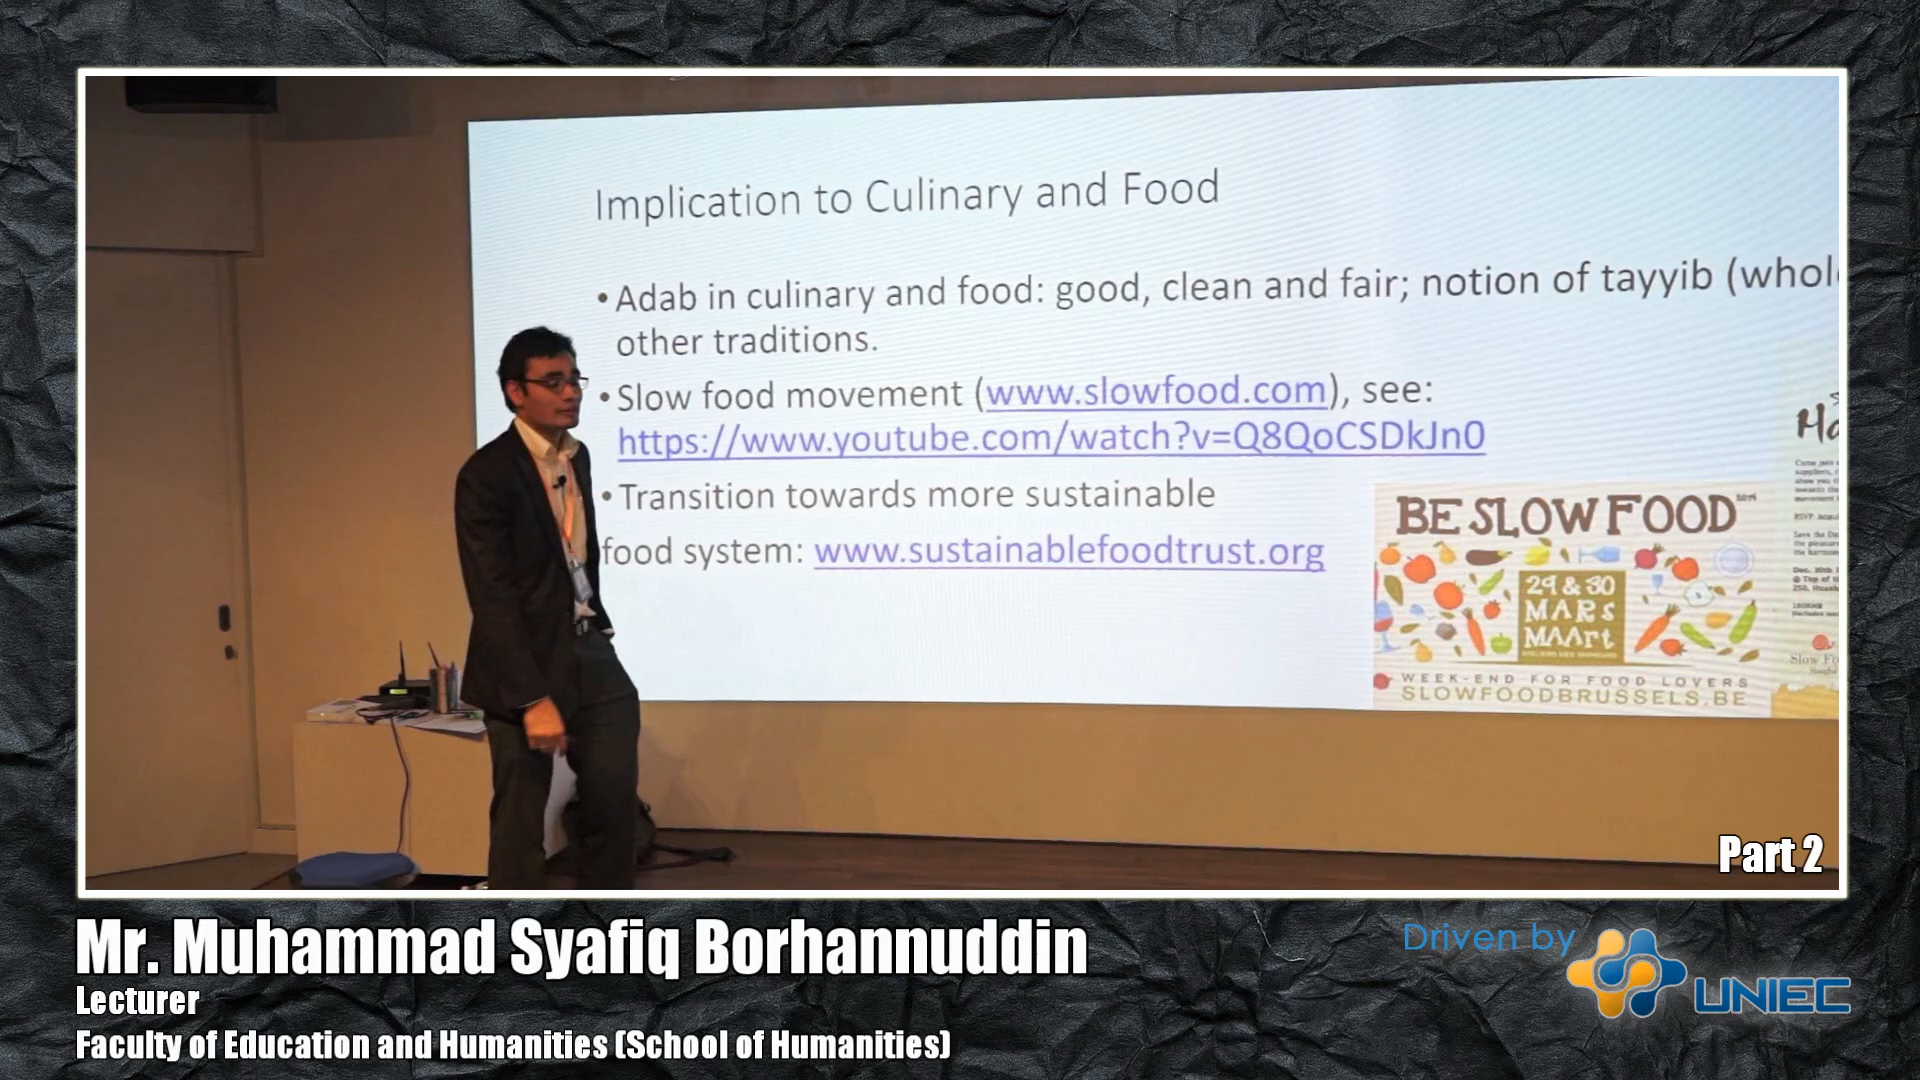 Implication to Culinary and Food
• Adab in culinary and food: good, clean and fair; notion of tayyib
other traditions.
• Slow food movement (www.slowfood.com), see:
https://www.youtube.com/watch?v=Q8QoCSDkJn0
• Transition towards more sustainable
food system: www.sustainablefoodtrust.org
BE SLOW FOOD
29 & 30
MARS
MAArt
WEEK-END FOR FOOD LOVERS
SLOWFOODBRUSSELS.BE
Part 2
Mr. Muhammad Syafiq Borhannuddin
Lecturer
Faculty of Education and Humanities (School of Humanities)
Driven by
UNIEC